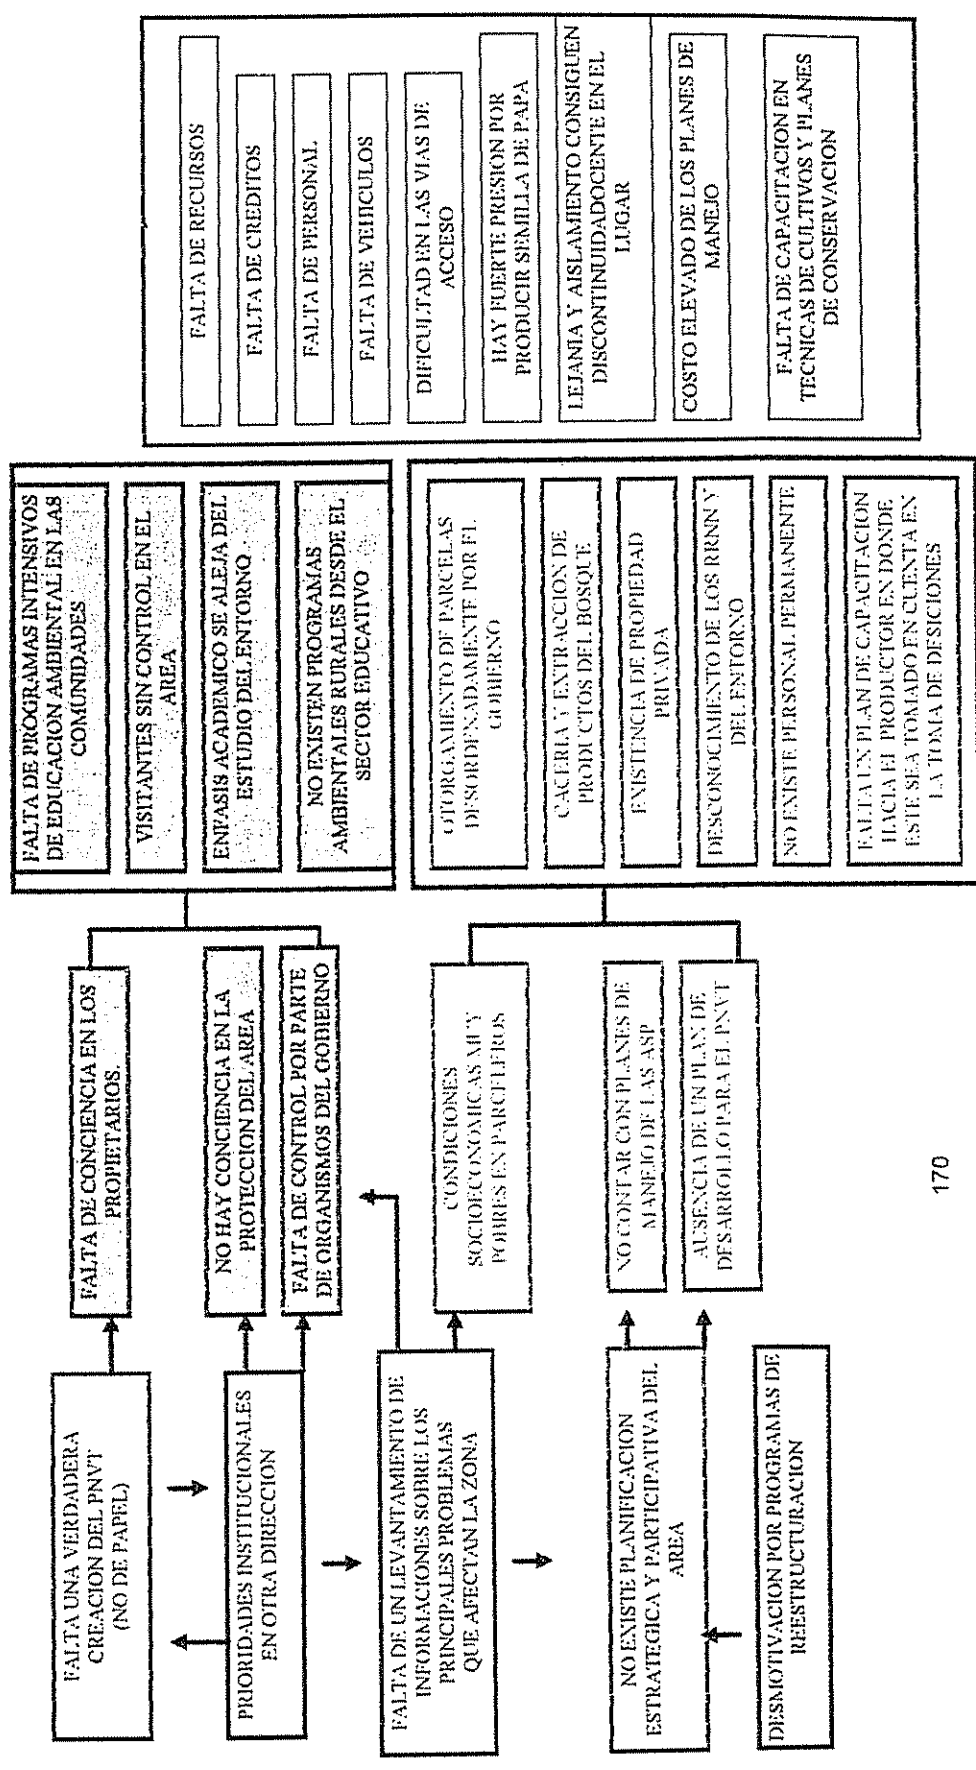 FALTA UNA VERDADERA
CREACION DEL PNVT
(NO DE PAPEL)
PRIORIDADES INSTITUCIONALES
EN OTRA DIRECCION
FALTA DE UN LEVANTAMIENTO DE
INFORMACIONES SOBRE LOS
PRINCIPALES PROBLEMAS
QUE AFECTAN LA ZONA
NO EXISTE PLANIFICACION
ESTRATEGICA Y PARTICIPATIVA DEL
AREA
DESMOTIVACION POR PROGRAMAS DE
REESTRUCTURACION
FALTA DE CONCIENCIA EN LOS
PROPIETARIOS.
NO HAY CONCIENCIA EN LA
PROTECCION DEL AREA
FALTA DE CONTROL POR PARTE
DE ORGANISMOS DEL GOBIERNO
CONDICIONES
SOCIOECONOMICAS MUY
POBRES EN PARCELEROS
NO CONTAR CON PLANES DE
MANEJO DE LAS ASP
AUSENCIA DE UN PLAN DE
DESARROLLO PARA EL PNVT
FALTA DE PROGRAMAS INTENSIVOS
DE EDUCACION AMBIENTAL EN LAS
COMUNIDADES
VISITANTES SIN CONTROL EN EL
AREA
ENFASIS ACADEMICO SE ALEJA DEL
ESTUDIO DEL ENTORNO
NO EXISTEN PROGRAMAS
AMBIENTALES RURALES DESDE EL
SECTOR EDUCATIVO
OTORGAMIENTO DE PARCELAS
DESORDENADAMENTE POR EL
GOBIERNO
CACERIA Y EXTRACCION DE
PRODUCTOS DEL BOSQUE
EXISTENCIA DE PROPIEDAD
PRIVADA
DESCONOCIMIENTO DE LOS RRNN Y
DEL ENTORNO
NO EXISTE PERSONAL PERMANENTE
FALTA UN PLAN DE CAPACITACION
HACIA EL PRODUCTOR EN DONDE
ESTE SEA TOMADO EN CUENTA EN
LA TOMA DE DESICIONES
FALTA DE RECURSOS
FALTA DE CREDITOS
FALTA DE PERSONAL
FALTA DE VEHICULOS
DIFICULTAD EN LAS VIAS DE
ACCESO
HAY FUERTE PRESION POR
PRODUCIR SEMILLA DE PAPA
LEJANIA Y AISLAMIENTO CONSIGUEN
DISCONTINUIDADOCENTE EN EL
LUGAR
COSTO ELEVADO DE LOS PLANES DE
MANEJO
FALTA DE CAPACITACION EN
TECNICAS DE CULTIVOS Y PLANES
DE CONSERVACION
170